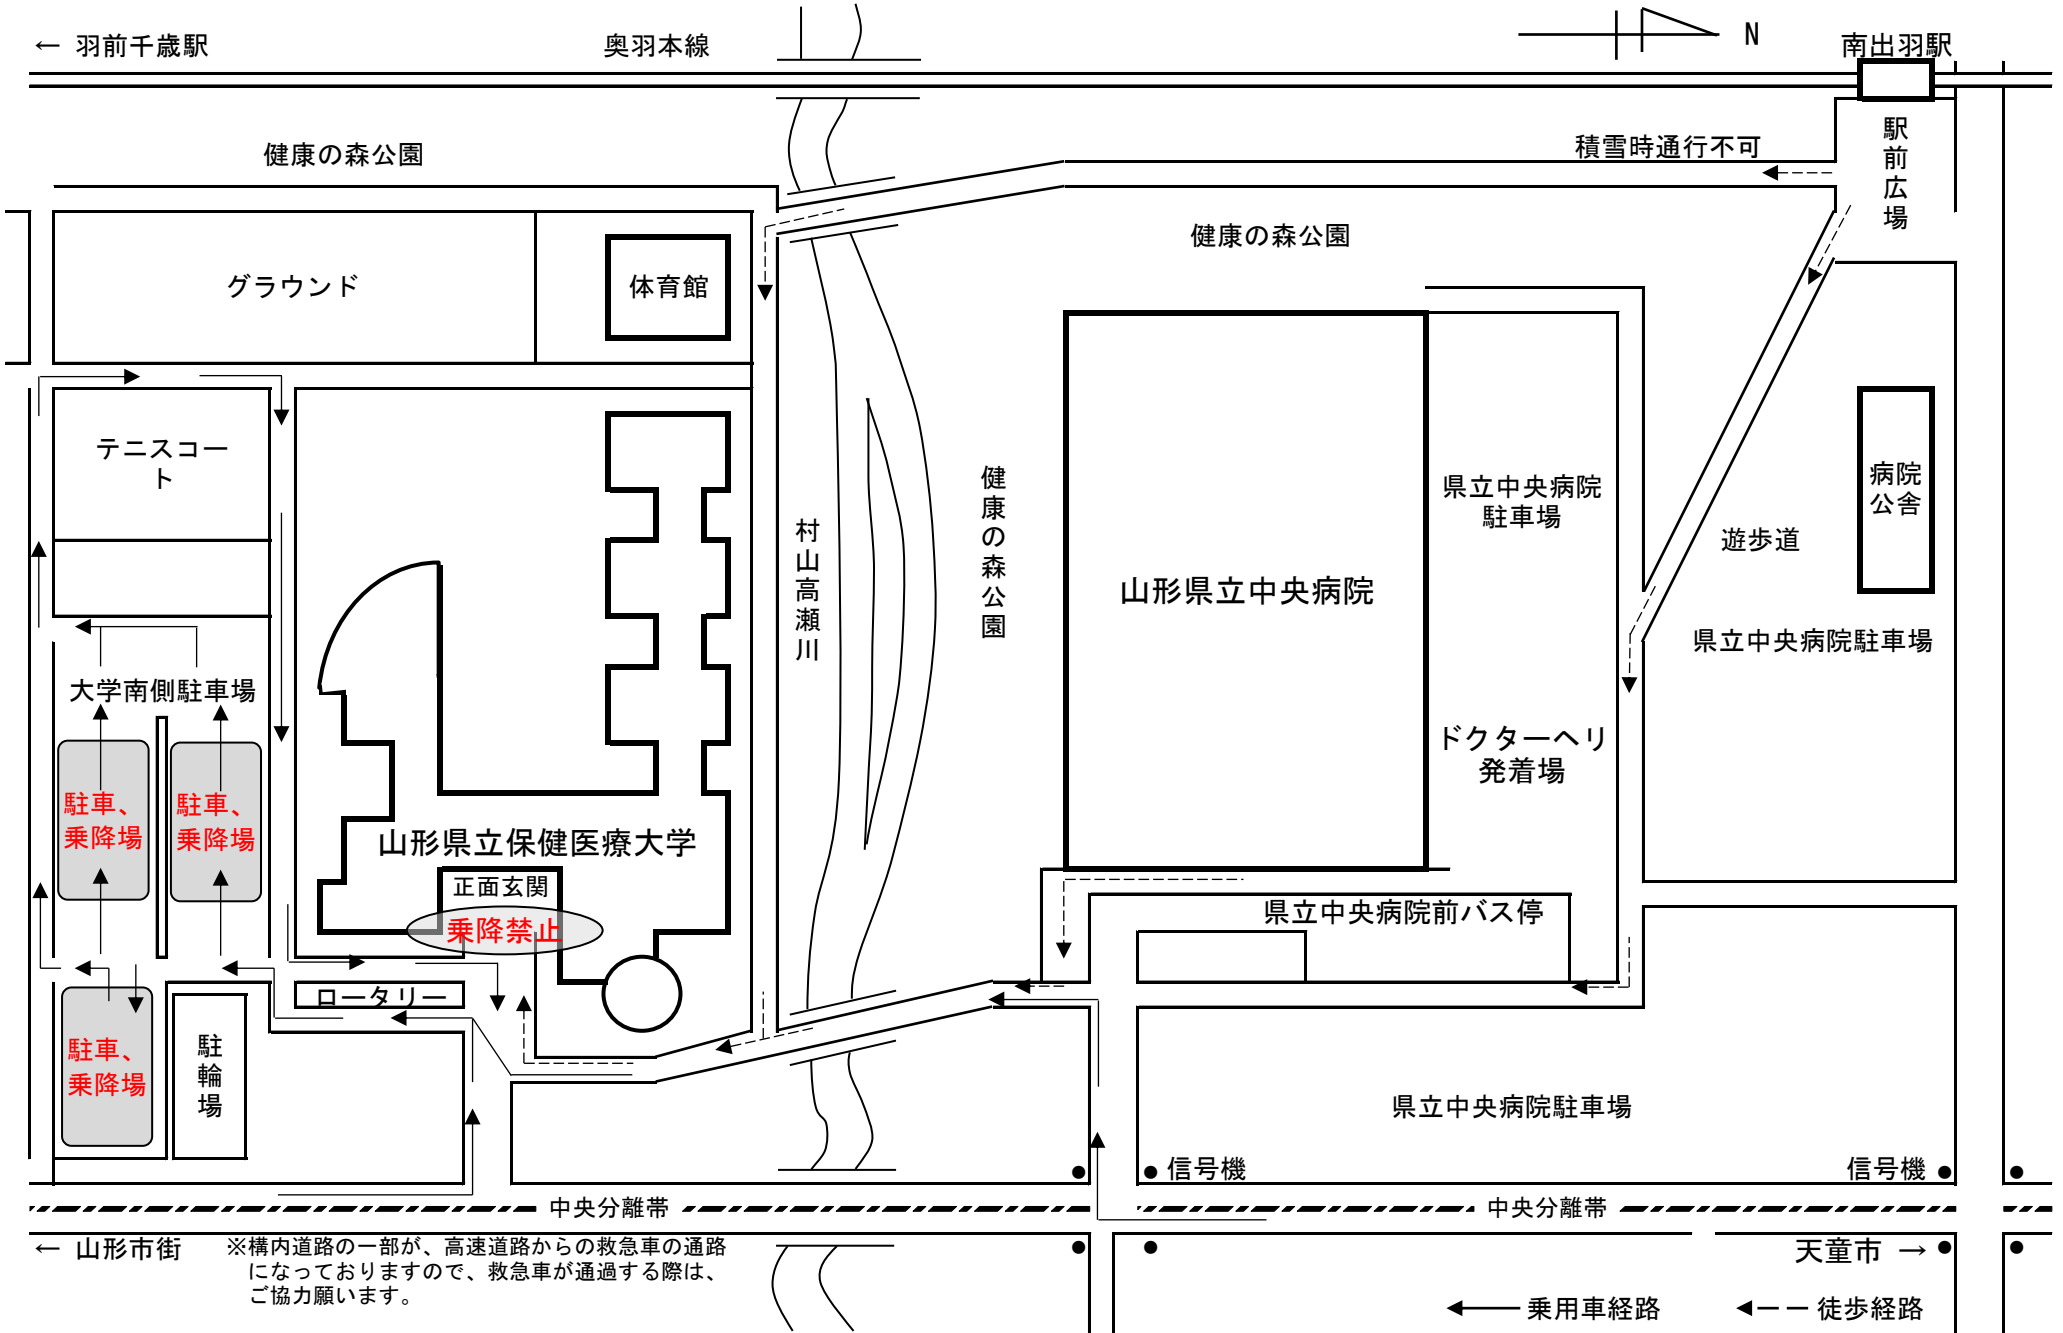 ← 羽前千歳駅
奥羽本線
N
南出羽駅
駅前広場
積雪時通行不可
健康の森公園
健康の森公園
グラウンド
体育館
テニスコー
ト
村山高瀬川
健康の森公園
県立中央病院
駐車場
病院
公舎
遊歩道
山形県立中央病院
県立中央病院駐車場
大学南側駐車場
ドクターヘリ
発着場
駐車、
乗降場
駐車、
乗降場
山形県立保健医療大学
正面玄関
乗降禁止
県立中央病院前バス停
ロータリー
駐車、
乗降場
駐輪場
県立中央病院駐車場
信号機
信号機
中央分離帯
中央分離帯
← 山形市街
※構内道路の一部が、高速道路からの救急車の通路
になっておりますので、救急車が通過する際は、
ご協力願います。
天童市 →
乗用車経路
徒歩経路